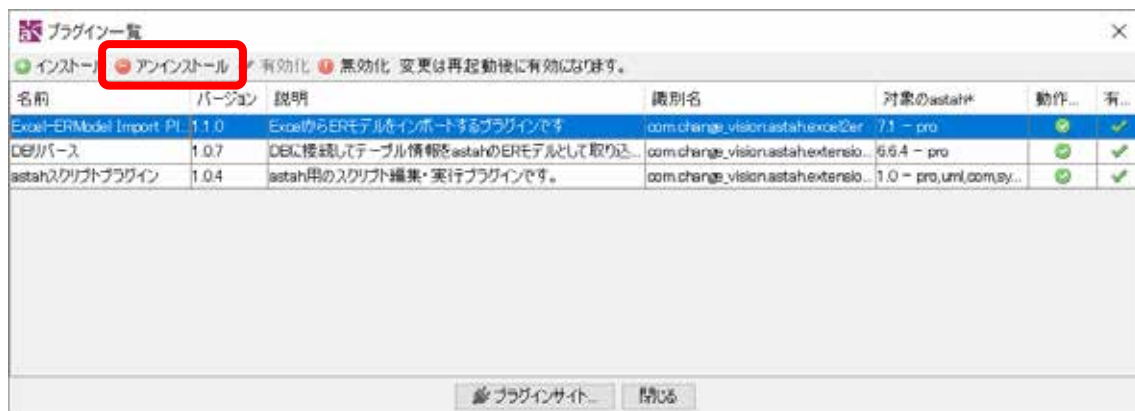 プラグイン一覧
インストール アンインストール 有効化 無効化 変更は再起動後に有効になります。
名前 バージョン 説明 識別名 対象のastah* 動作... 有...
Excel-ERModel Import Pl... 1.1.0 ExcelからERモデルをインポートするプラグインです com.change_vision.astah.excel2er 7.1 - pro
DBリバース 1.0.7 DBに接続してテーブル情報をastahのERモデルとして取り込... com.change_vision.astah.extensio... 6.6.4 - pro
astahスクリプトプラグイン 1.0.4 astah用のスクリプト編集・実行プラグインです。 com.change_vision.astah.extensio... 1.0 - pro,uml,com,sy...
プラグインサイト... 閉じる